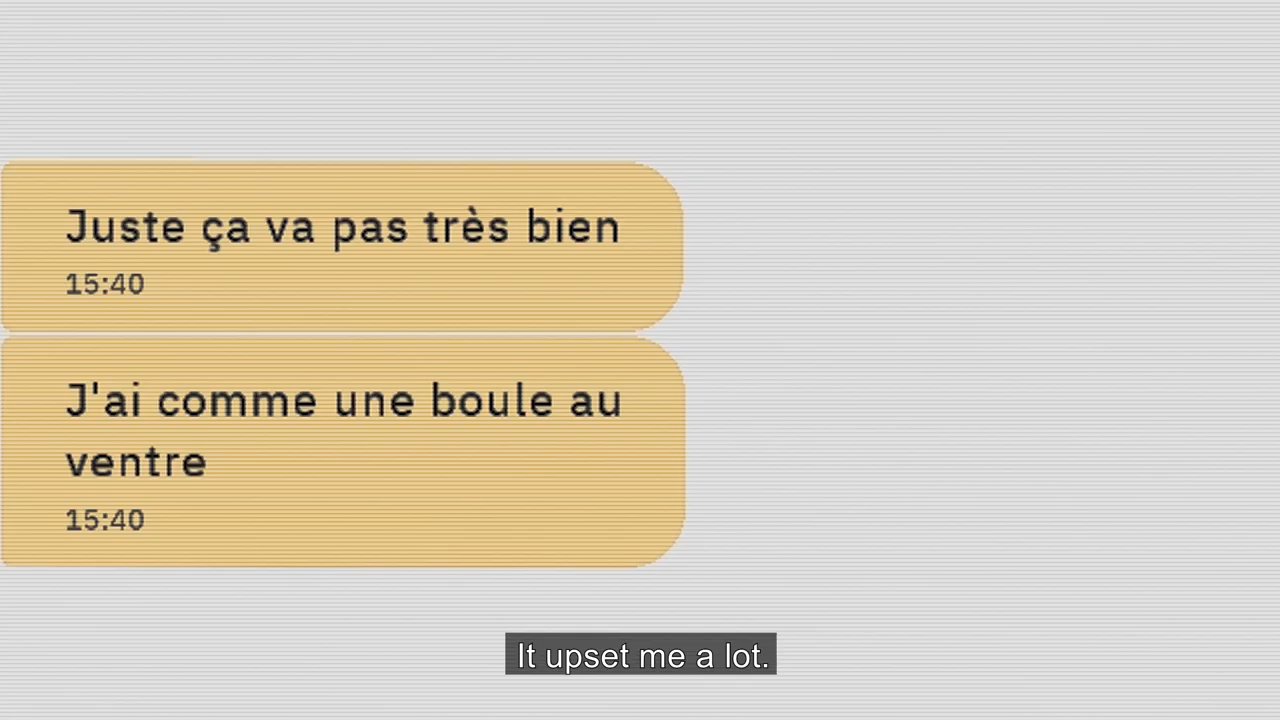 Juste ça va pas très bien
15:40
J'ai comme une boule au
ventre
15:40
It upset me a lot.